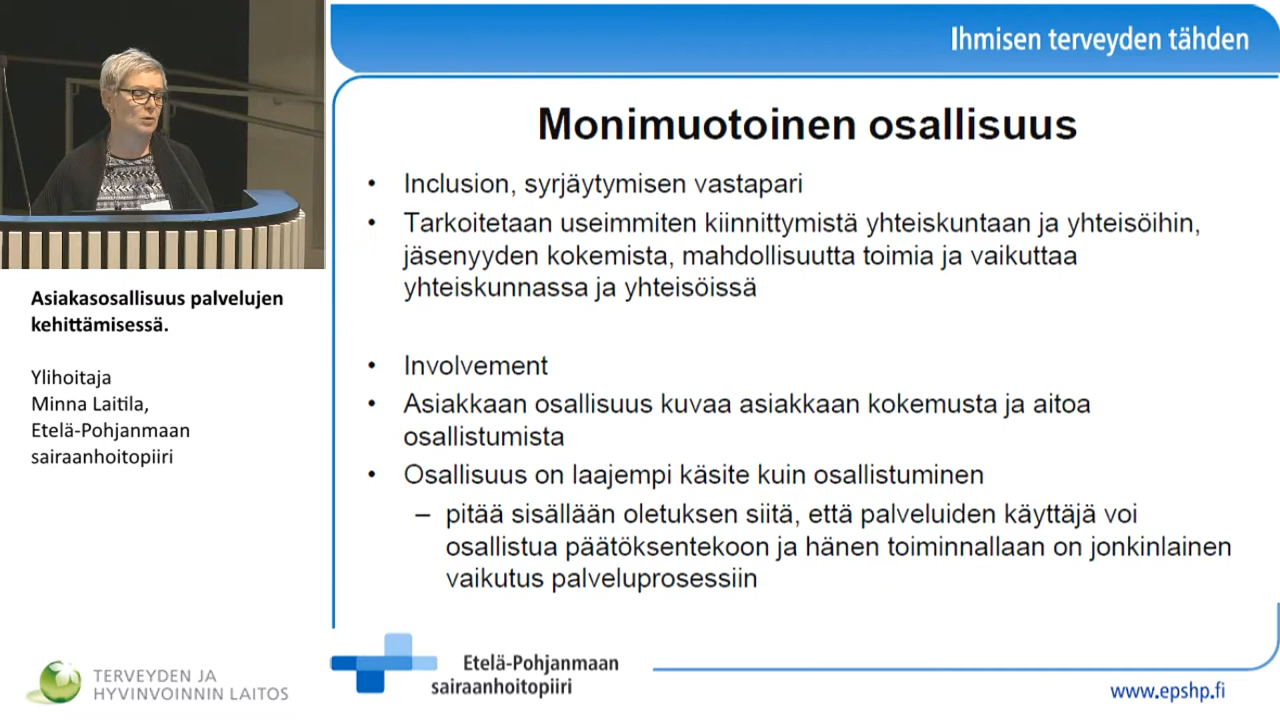 Ihmisen terveyden tähden
Monimuotoinen osallisuus
• Inclusion, syrjäytymisen vastapari
• Tarkoitetaan useimmiten kiinnittymistä yhteiskuntaan ja yhteisöihin,
jäsenyyden kokemista, mahdollisuutta toimia ja vaikuttaa
yhteiskunnassa ja yhteisöissä
• Involvement
• Asiakkaan osallisuus kuvaa asiakkaan kokemusta ja aitoa
osallistumista
• Osallisuus on laajempi käsite kuin osallistuminen
– pitää sisällään oletuksen siitä, että palveluiden käyttäjä voi
osallistua päätöksentekoon ja hänen toiminnallaan on jonkinlainen
vaikutus palveluprosessiin
Asiakasosallisuus palvelujen
kehittämisessä.
Ylihoitaja
Minna Laitila,
Etelä-Pohjanmaan
sairaanhoitopiiri
TERVEYDEN JA
HYVINVOINNIN LAITOS
Etelä-Pohjanmaan
sairaanhoitopiiri
www.epshp.fi